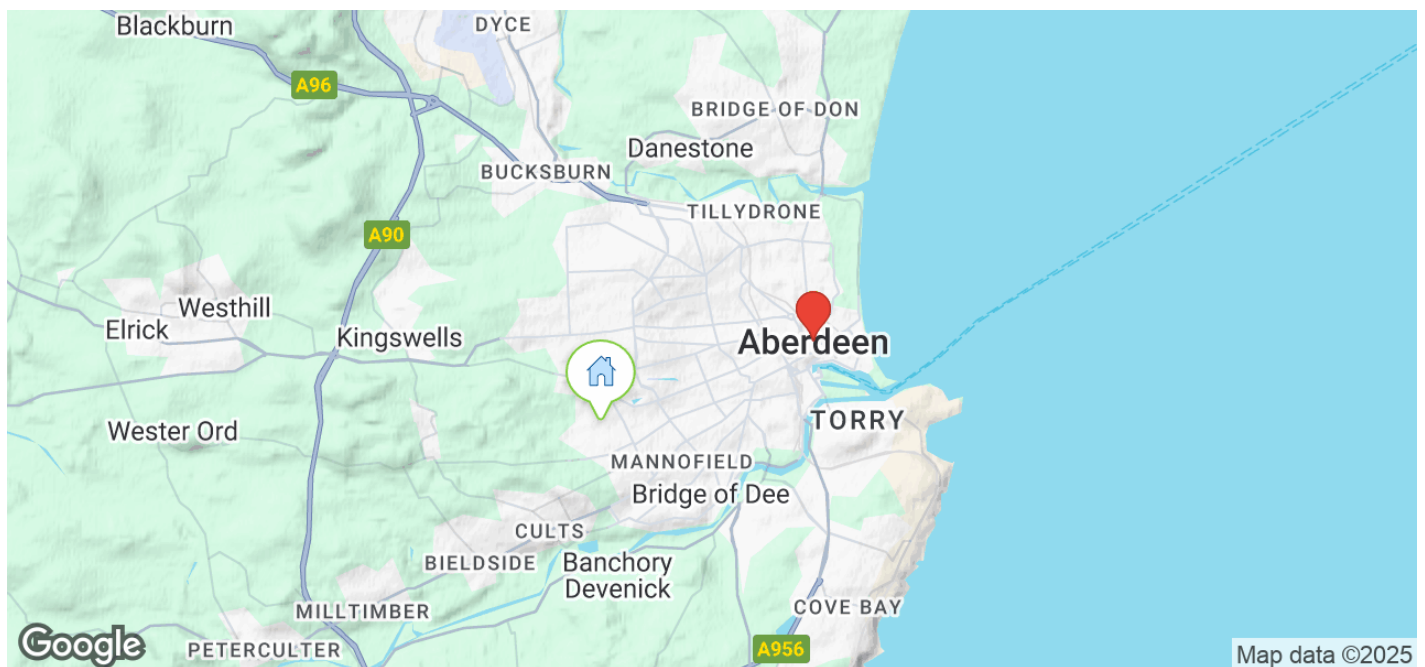 Blackburn
DYCE
A96
BRIDGE OF DON
Danestone
BUCKSBURN
TILLYDRONE
A90
Westhill
Elrick
Kingswells
Aberdeen
TORRY
Wester Ord
MANNOFIELD
Bridge of Dee
CULTS
BIELDSIDE
Banchory
Devenick
MILLTIMBER
COVE BAY
PETERCULTER
A956
Google
Map data ©2025